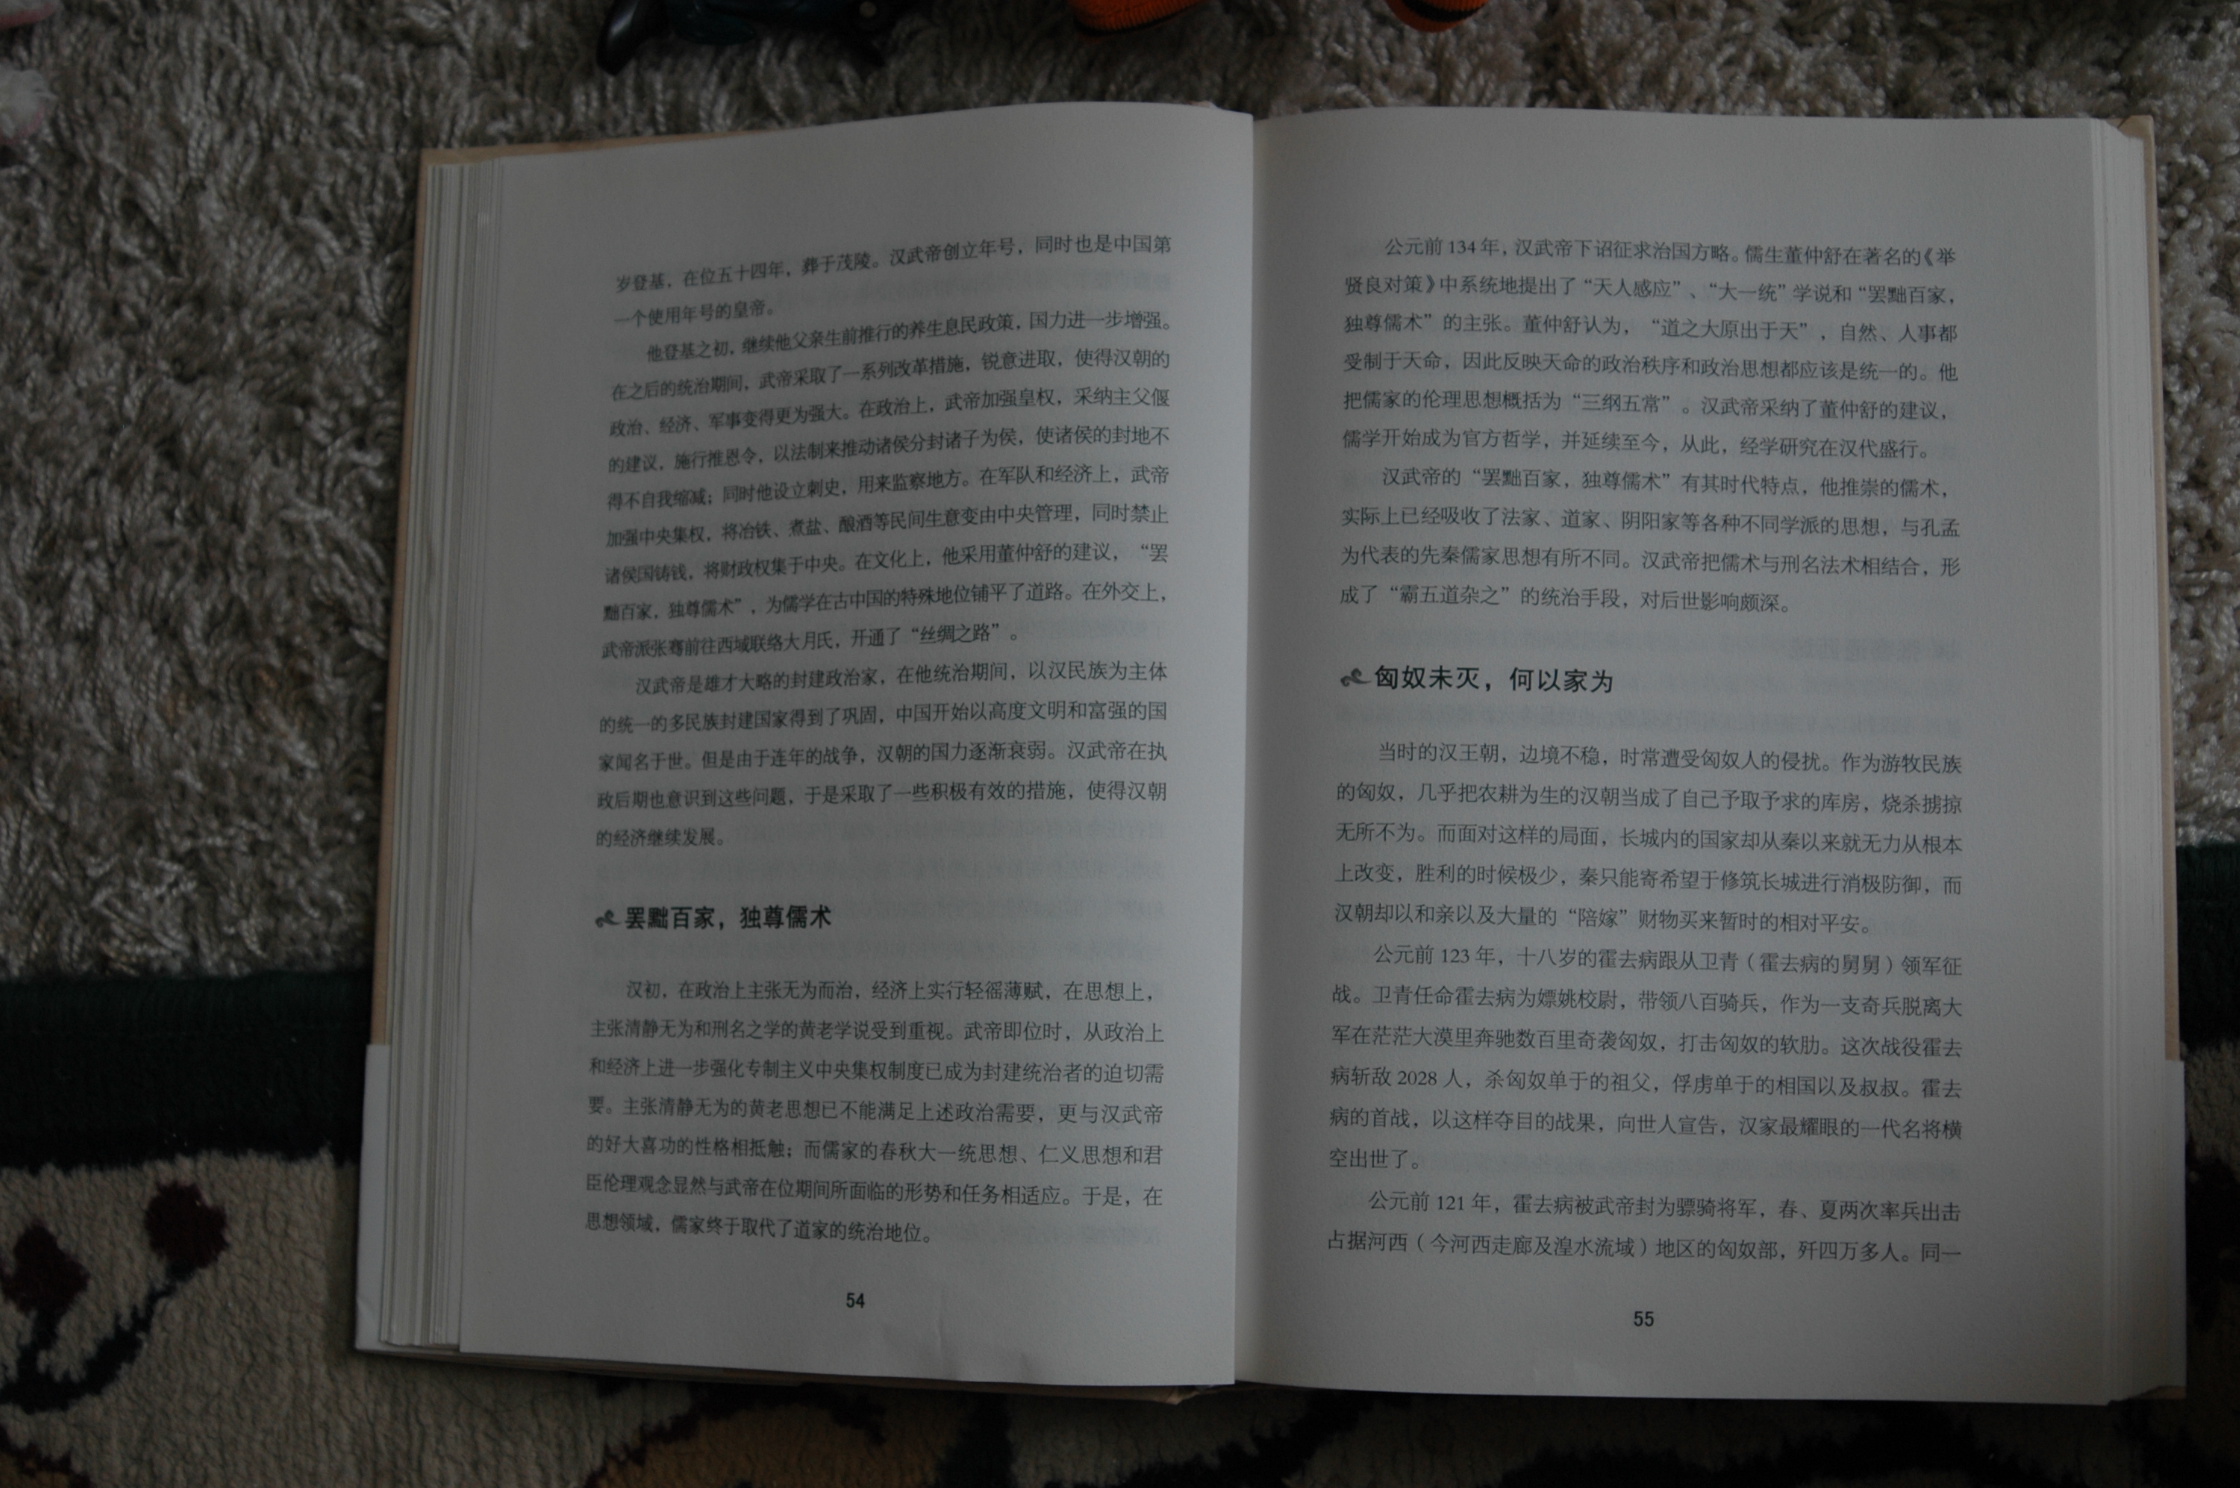 岁登基，在位五十四年，葬于茂陵。汉武帝创立年号，同时也是中国第
一个使用年号的皇帝。
他登基之初，继续他父亲生前推行的养生息民政策，国力进一步增强。
在之后的统治期间，武帝采取了一系列改革措施，锐意进取，使得汉朝的
政治、经济、军事变得更为强大。在政治上，武帝加强皇权，采纳主父偃
的建议，施行推恩令，以法制来推动诸侯分封诸子为侯，使诸侯的封地不
得不自我缩减；同时他设立刺史，用来监察地方。在军队和经济上，武帝
加强中央集权，将冶铁、煮盐、酿酒等民间生意变由中央管理，同时禁止
诸侯国铸钱，将财政权集于中央。在文化上，他采用董仲舒的建议，“罢
黜百家，独尊儒术”，为儒学在古中国的特殊地位铺平了道路。在外交上，
武帝派张骞前往西域联络大月氏，开通了“丝绸之路”。
汉武帝是雄才大略的封建政治家，在他统治期间，以汉民族为主体
的统一的多民族封建国家得到了巩固，中国开始以高度文明和富强的国
家闻名于世。但是由于连年的战争，汉朝的国力逐渐衰弱。汉武帝在执
政后期也意识到这些问题，于是采取了一些积极有效的措施，使得汉朝
的经济继续发展。
罢黜百家，独尊儒术
汉初，在政治上主张无为而治，经济上实行轻徭薄赋，在思想上，
主张清静无为和刑名之学的黄老学说受到重视。武帝即位时，从政治上
和经济上进一步强化专制主义中央集权制度已成为封建统治者的迫切需
要。主张清静无为的黄老思想已不能满足上述政治需要，更与汉武帝
的好大喜功的性格相抵触；而儒家的春秋大一统思想、仁义思想和君
臣伦理观念显然与武帝在位期间所面临的形势和任务相适应。于是，在
思想领域，儒家终于取代了道家的统治地位。
54
公元前 134 年，汉武帝下诏征求治国方略。儒生董仲舒在著名的《举
贤良对策》中系统地提出了“天人感应”、“大一统”学说和“罢黜百家，
独尊儒术”的主张。董仲舒认为，“道之大原出于天”，自然、人事都
受制于天命，因此反映天命的政治秩序和政治思想都应该是统一的。他
把儒家的伦理思想概括为“三纲五常”。汉武帝采纳了董仲舒的建议，
儒学开始成为官方哲学，并延续至今，从此，经学研究在汉代盛行。
汉武帝的“罢黜百家，独尊儒术”有其时代特点，他推崇的儒术，
实际上已经吸收了法家、道家、阴阳家等各种不同学派的思想，与孔孟
为代表的先秦儒家思想有所不同。汉武帝把儒术与刑名法术相结合，形
成了“霸五道杂之”的统治手段，对后世影响颇深。
匈奴未灭，何以家为
当时的汉王朝，边境不稳，时常遭受匈奴人的侵扰。作为游牧民族
的匈奴，几乎把农耕为生的汉朝当成了自己予取予求的库房，烧杀掳掠
无所不为。而面对这样的局面，长城内的国家却从秦以来就无力从根本
上改变，胜利的时候极少，秦只能寄希望于修筑长城进行消极防御，而
汉朝却以和亲以及大量的“陪嫁”财物买来暂时的相对平安。
公元前 123 年，十八岁的霍去病跟从卫青（霍去病的舅舅）领军征
战。卫青任命霍去病为嫖姚校尉，带领八百骑兵，作为一支奇兵脱离大
军在茫茫大漠里奔驰数百里奇袭匈奴，打击匈奴的软肋。这次战役霍去
病斩敌 2028 人，杀匈奴单于的祖父，俘虏单于的相国以及叔叔。霍去
病的首战，以这样夺目的战果，向世人宣告，汉家最耀眼的一代名将横
空出世了。
公元前 121 年，霍去病被武帝封为骠骑将军，春、夏两次率兵出击
占据河西（今河西走廊及湟水流域）地区的匈奴部，歼四万多人。同一
55